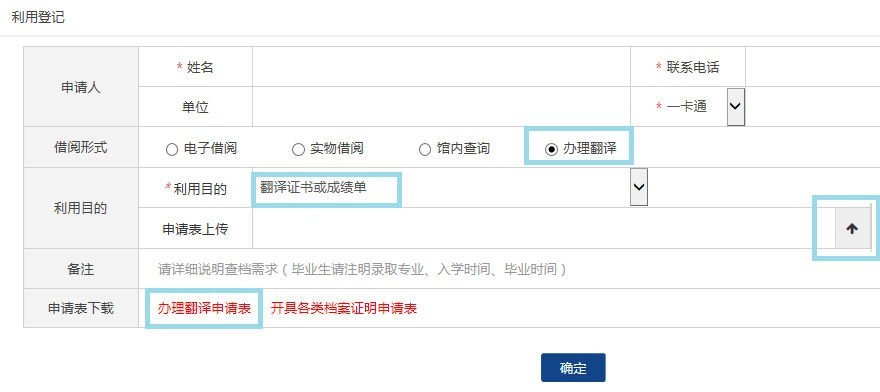 利用登记
申请人 * 姓名 * 联系电话
单位 * 一卡通
借阅形式 电子借阅 实物借阅 馆内查询 办理翻译
利用目的 * 利用目的 翻译证书或成绩单
申请表上传
备注 请详细说明查档需求（毕业生请注明录取专业、入学时间、毕业时间）
申请表下载 办理翻译申请表 开具各类档案证明申请表
确定